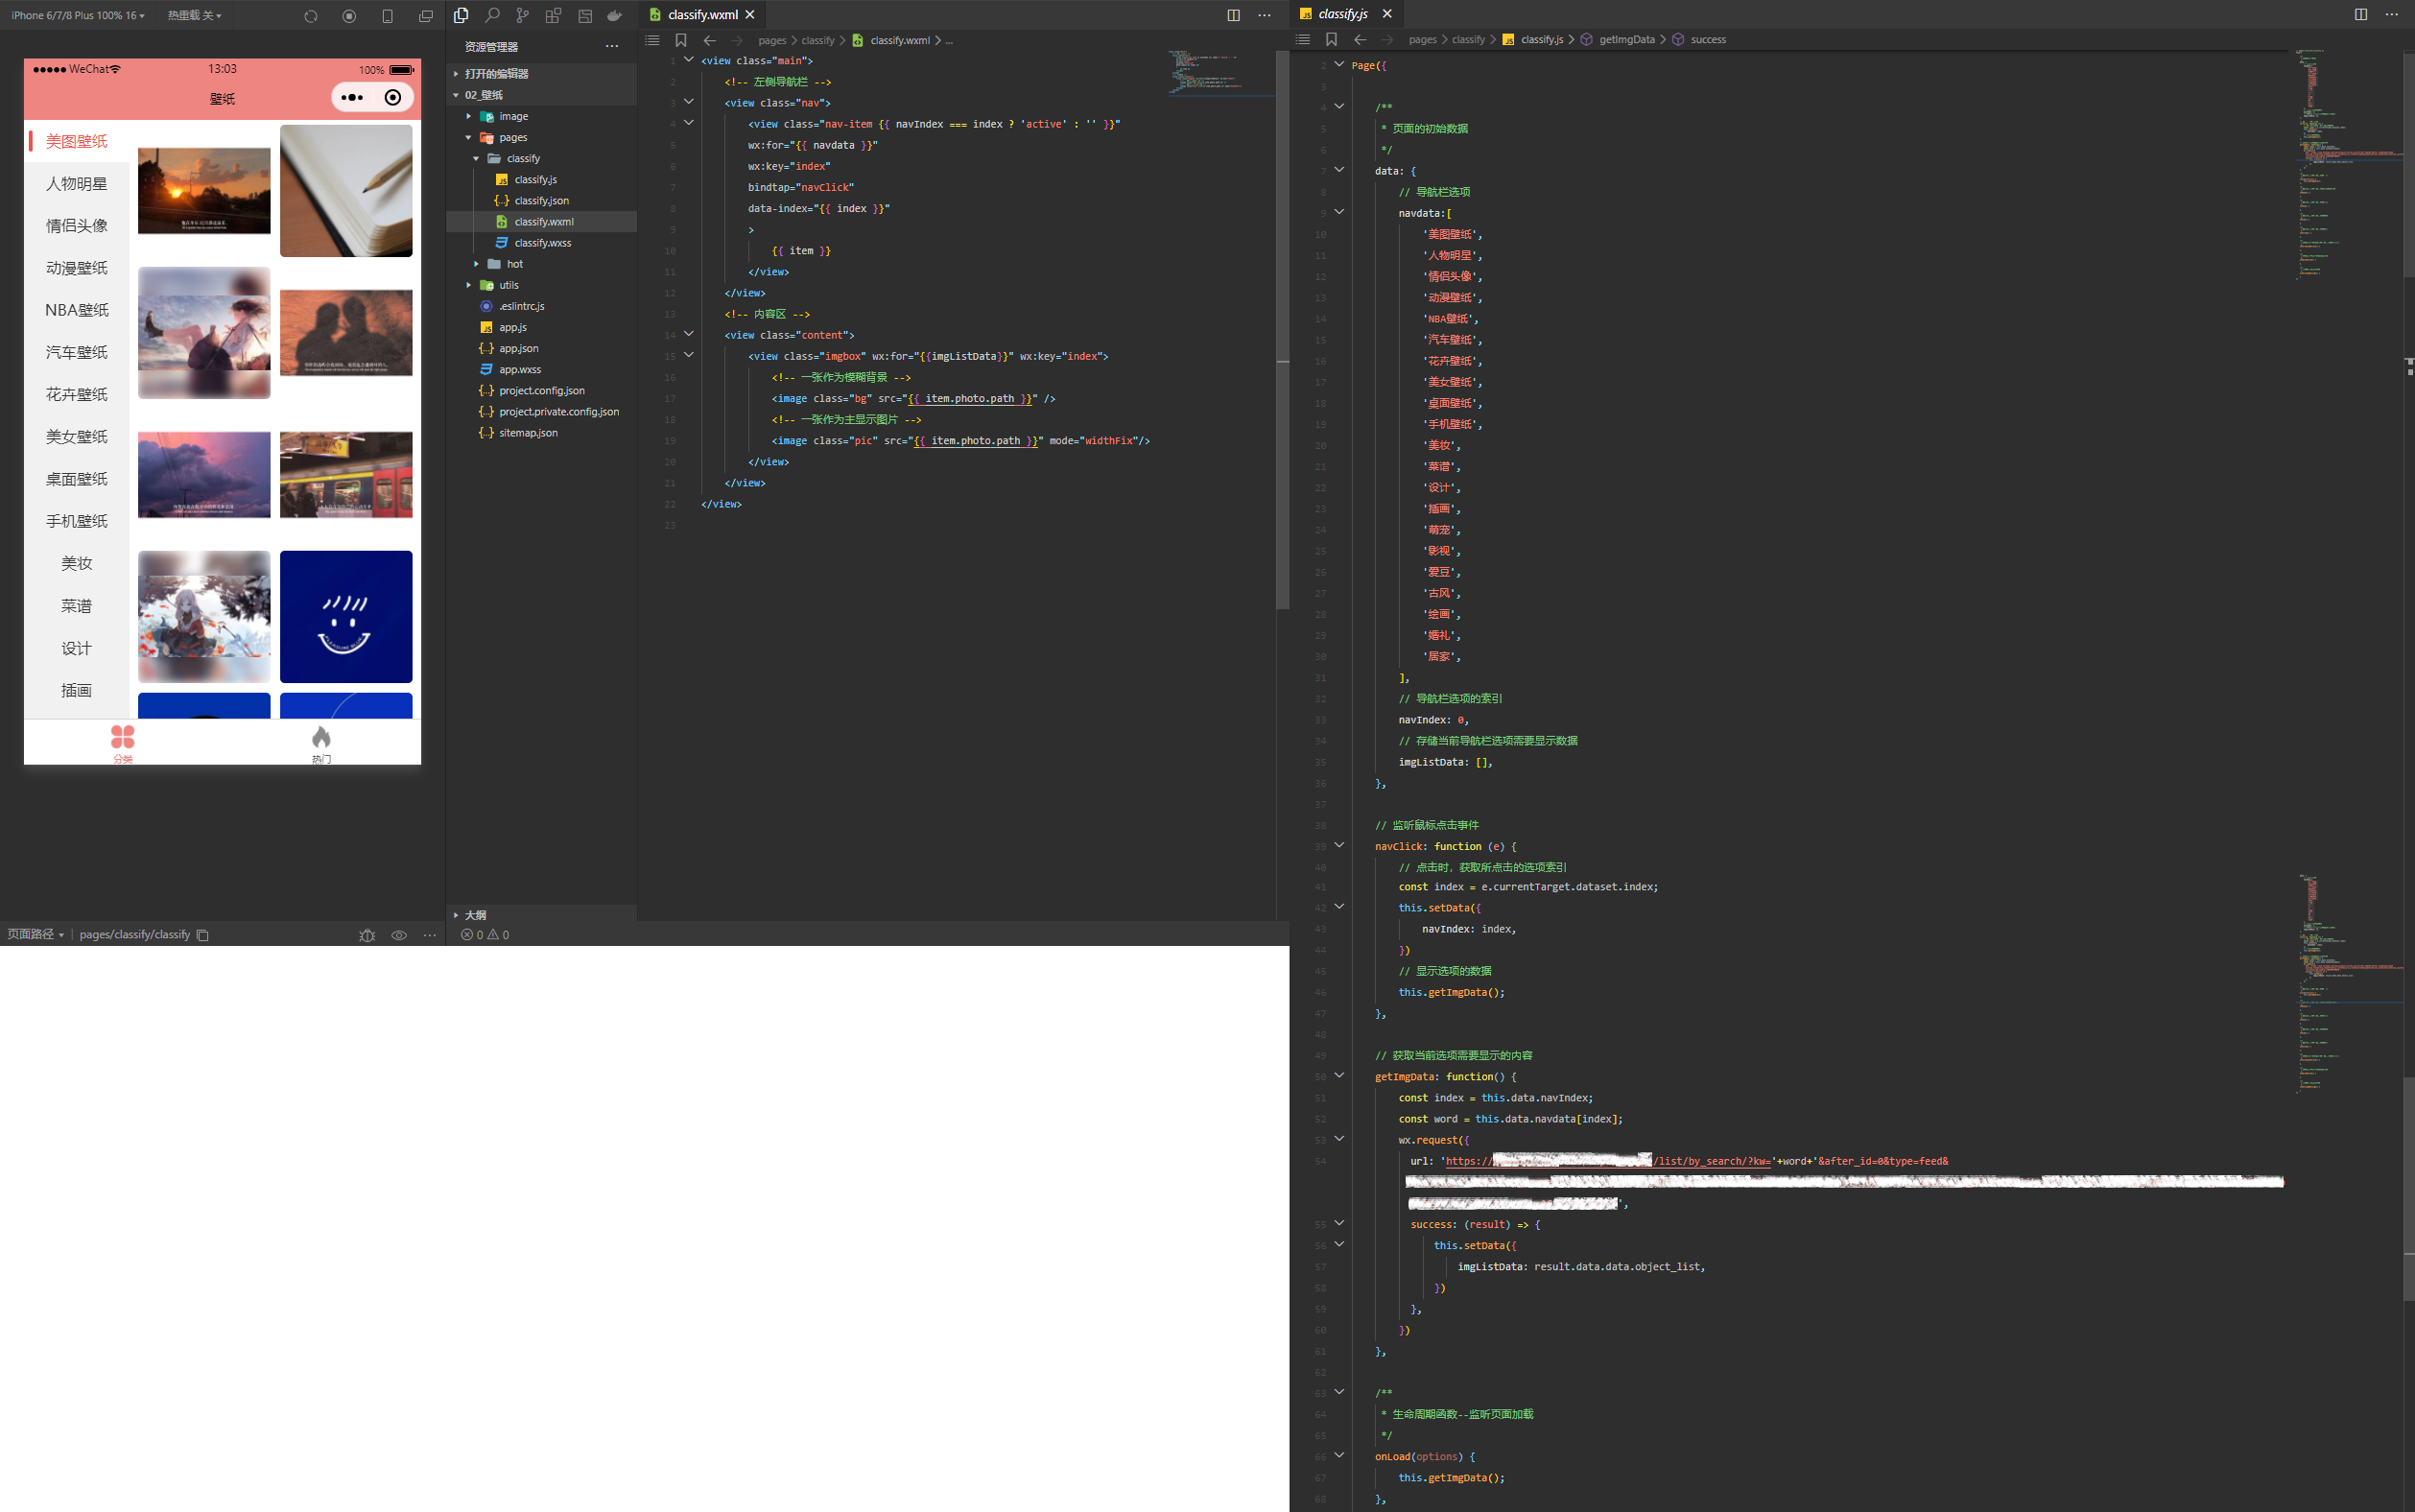 iPhone 6/7/8 Plus 100% 16
热重载 关
WeChat
13:03
100%
壁纸
美图壁纸
人物明星
情侣头像
动漫壁纸
NBA壁纸
汽车壁纸
花卉壁纸
美女壁纸
桌面壁纸
手机壁纸
美妆
菜谱
设计
插画
分类
热门
页面路径
pages/classify/classify
资源管理器
打开的编辑器
02_壁纸
image
pages
classify
classify.js
classify.json
classify.wxml
classify.wxss
hot
utils
.eslintrc.js
app.js
app.json
app.wxss
project.config.json
project.private.config.json
sitemap.json
大纲
0 0
classify.wxml
pages > classify > classify.wxml > ...
1 <view class="main">
2 <!-- 左侧导航栏 -->
3 <view class="nav">
4 <view class="nav-item {{ navIndex === index ? 'active' : '' }}"
5 wx:for="{{ navdata }}"
6 wx:key="index"
7 bindtap="navClick"
8 data-index="{{ index }}"
9 >
10 {{ item }}
11 </view>
12 </view>
13 <!-- 内容区 -->
14 <view class="content">
15 <view class="imgbox" wx:for="{{imgListData}}" wx:key="index">
16 <!-- 一张作为模糊背景 -->
17 <image class="bg" src="{{ item.photo.path }}" />
18 <!-- 一张作为主显示图片 -->
19 <image class="pic" src="{{ item.photo.path }}" mode="widthFix"/>
20 </view>
21 </view>
22 </view>
23
classify.js
pages > classify > classify.js > getImgData > success
2 Page({
3
4 /**
5 * 页面的初始数据
6 */
7 data: {
8 // 导航栏选项
9 navdata:[
10 '美图壁纸',
11 '人物明星',
12 '情侣头像',
13 '动漫壁纸',
14 'NBA壁纸',
15 '汽车壁纸',
16 '花卉壁纸',
17 '美女壁纸',
18 '桌面壁纸',
19 '手机壁纸',
20 '美妆',
21 '菜谱',
22 '设计',
23 '插画',
24 '萌宠',
25 '影视',
26 '爱豆',
27 '古风',
28 '绘画',
29 '婚礼',
30 '居家',
31 ],
32 // 导航栏选项的索引
33 navIndex: 0,
34 // 存储当前导航栏选项需要显示数据
35 imgListData: [],
36 },
37
38 // 监听鼠标点击事件
39 navClick: function (e) {
40 // 点击时，获取所点击的选项索引
41 const index = e.currentTarget.dataset.index;
42 this.setData({
43 navIndex: index,
44 })
45 // 显示选项的数据
46 this.getImgData();
47 },
48
49 // 获取当前选项需要显示的内容
50 getImgData: function() {
51 const index = this.data.navIndex;
52 const word = this.data.navdata[index];
53 wx.request({
54 url: 'https:///list/by_search/?kw='+word+'&after_id=0&type=feed&
',
55 success: (result) => {
56 this.setData({
57 imgListData: result.data.data.object_list,
58 })
59 },
60 })
61 },
62
63 /**
64 * 生命周期函数--监听页面加载
65 */
66 onLoad(options) {
67 this.getImgData();
68 },